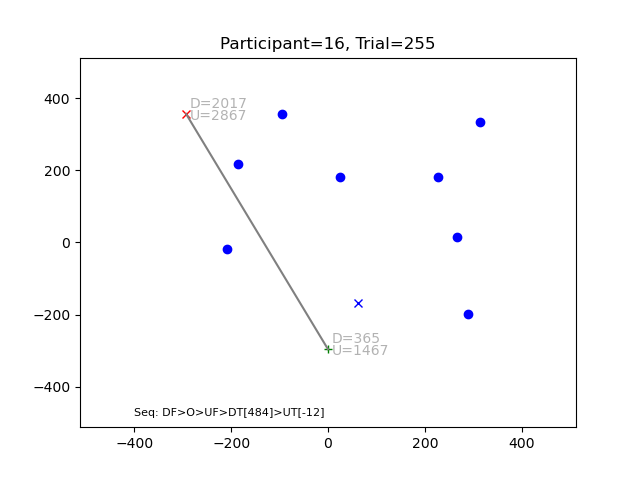 Participant=16, Trial=255
400
200
0
−200
−400
D=2017
U=2867
D=365
U=1467
Seq: DF>O>UF>DT[484]>UT[-12]
−400
−200
0
200
400